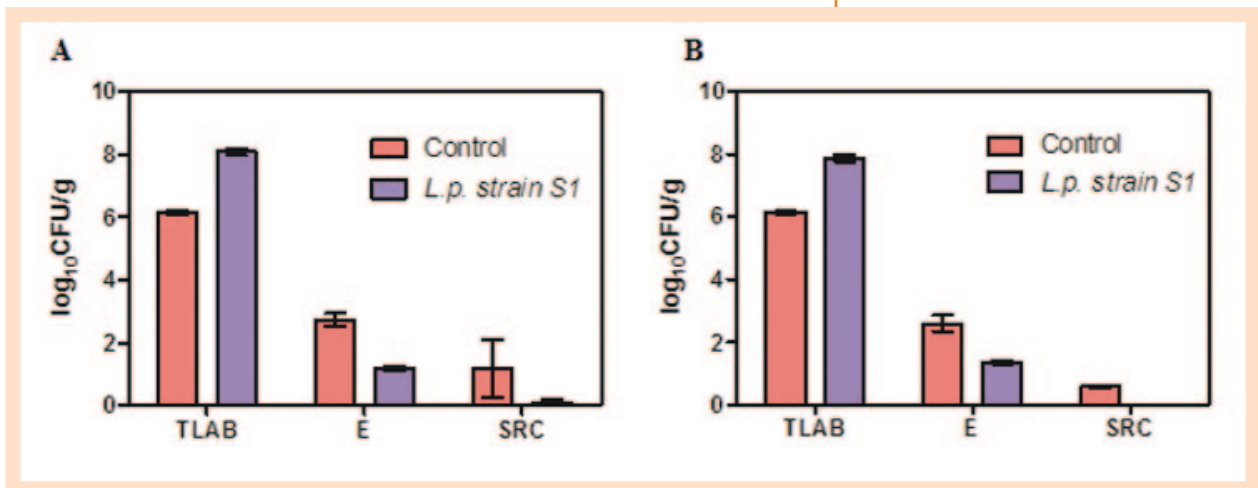 A
10
8
6
4
2
0
log₁₀CFU/g
Control
L.p. strain S1
TLAB
E
SRC
B
10
8
6
4
2
0
log₁₀CFU/g
Control
L.p. strain S1
TLAB
E
SRC